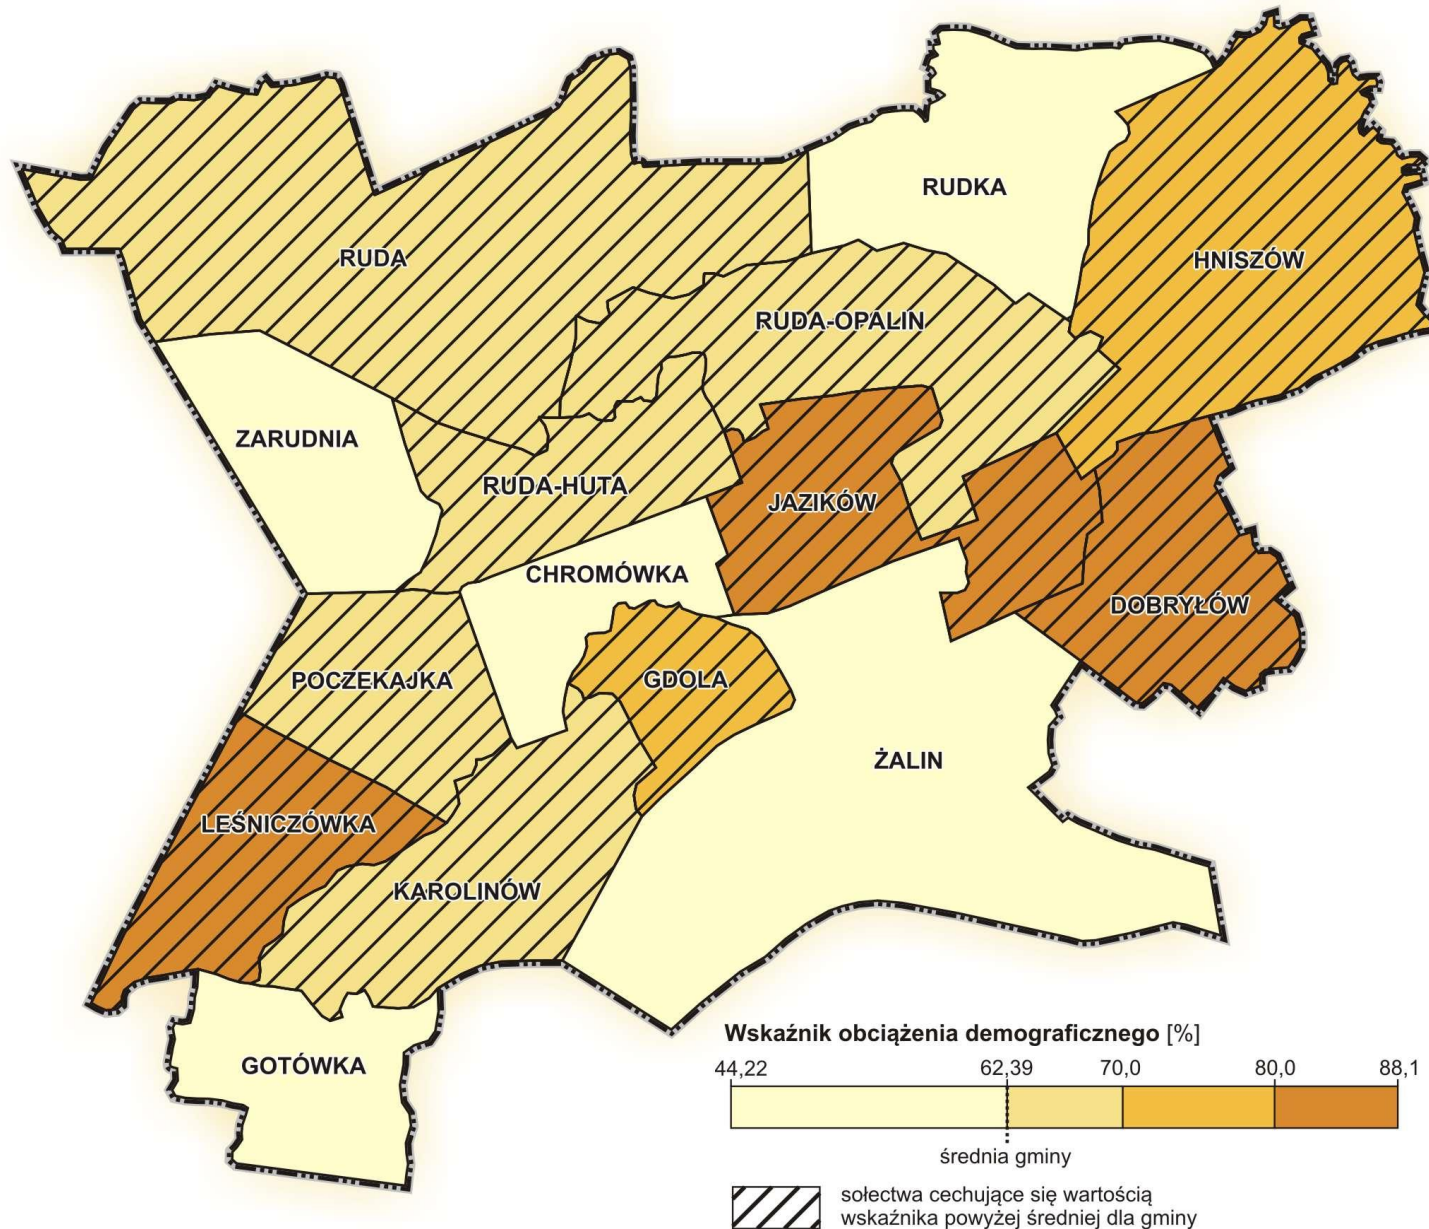 RUDKA
RUDA
HNISZÓW
RUDA-OPALIN
ZARUDNIA
RUDA-HUTA
JAZIKÓW
CHROMÓWKA
DOBRYŁÓW
POCZEKAJKA
GDOLA
ŻALIN
LEŚNICZÓWKA
KAROLINÓW
GOTÓWKA
Wskaźnik obciążenia demograficznego [%]
44,22 62,39 70,0 80,0 88,1
średnia gminy
sołectwa cechujące się wartością
wskaźnika powyżej średniej dla gminy